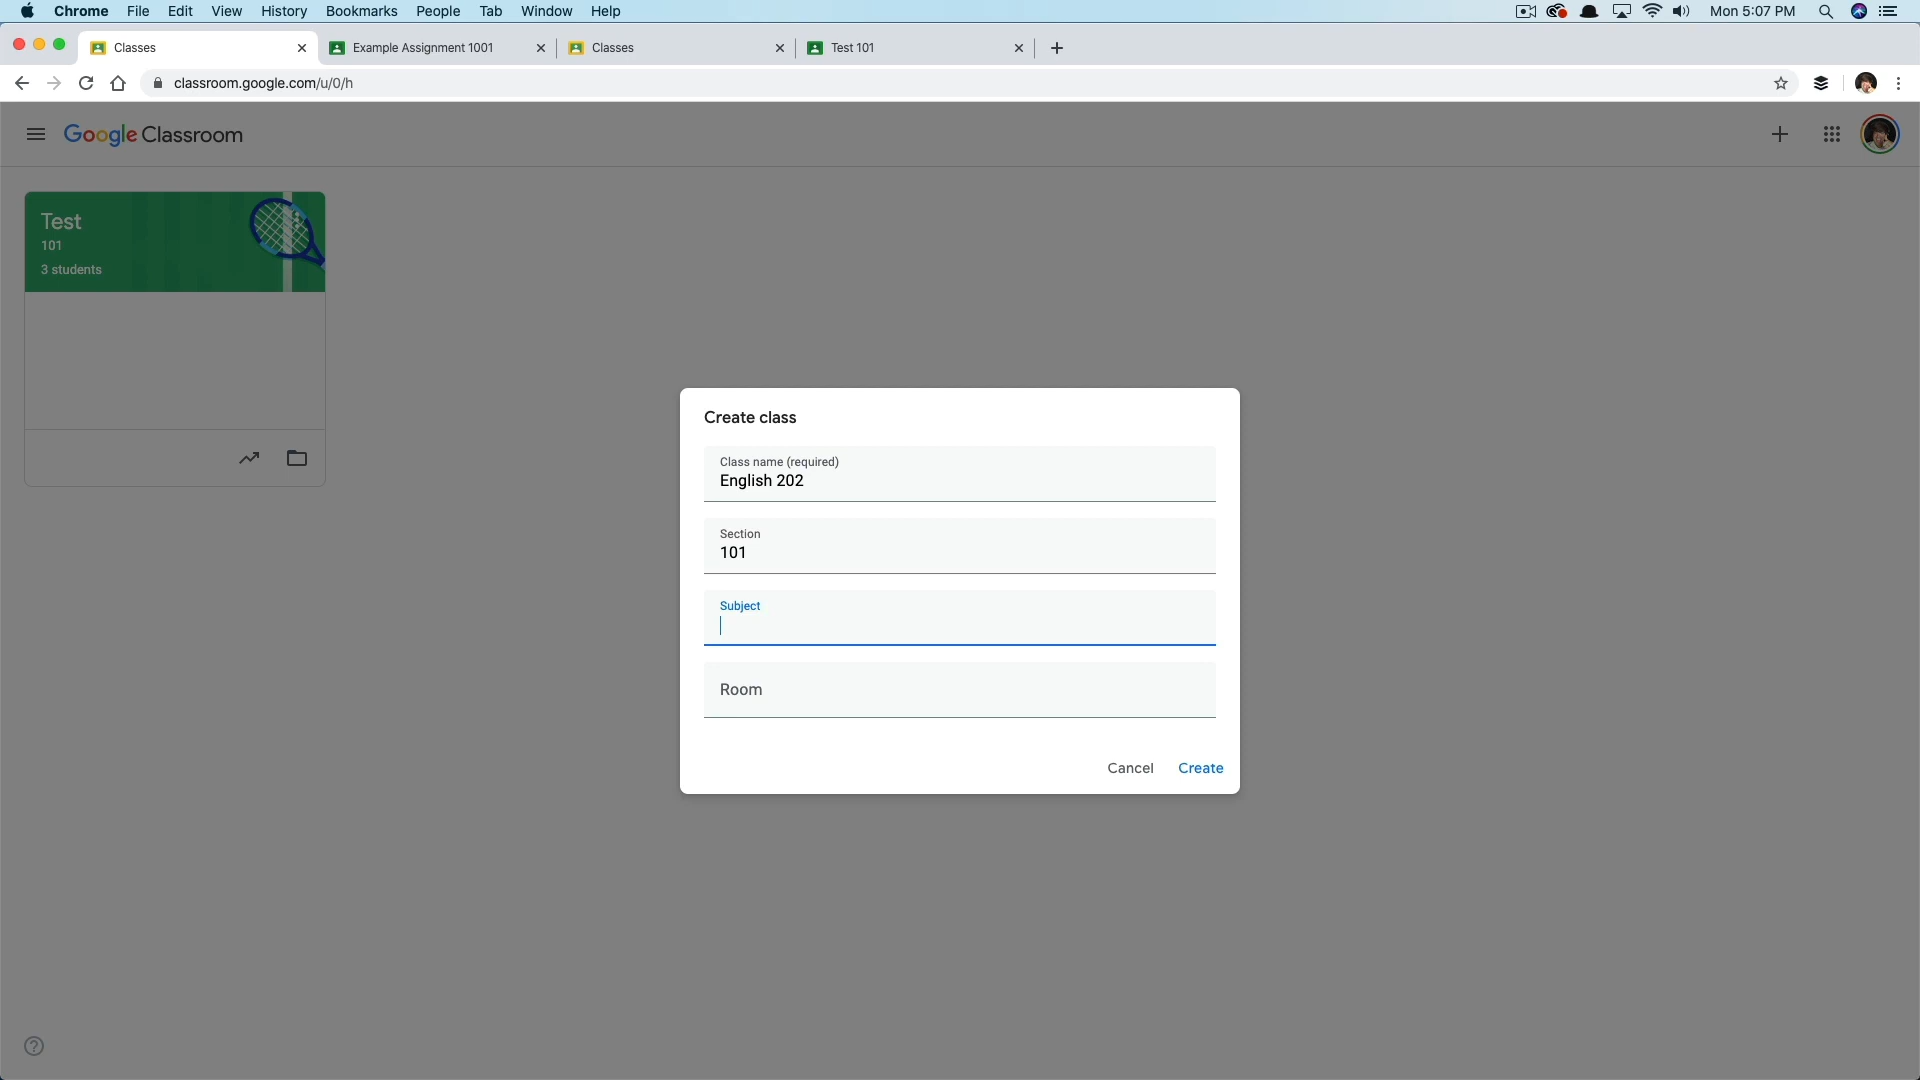 Chrome File Edit View History Bookmarks People Tab Window Help Mon 5:07 PM
Classes Example Assignment 1001 Classes Test 101
classroom.google.com/u/0/h
Google Classroom
Test
101
3 students
Create class
Class name (required)
English 202
Section
101
Subject
Room
Cancel Create